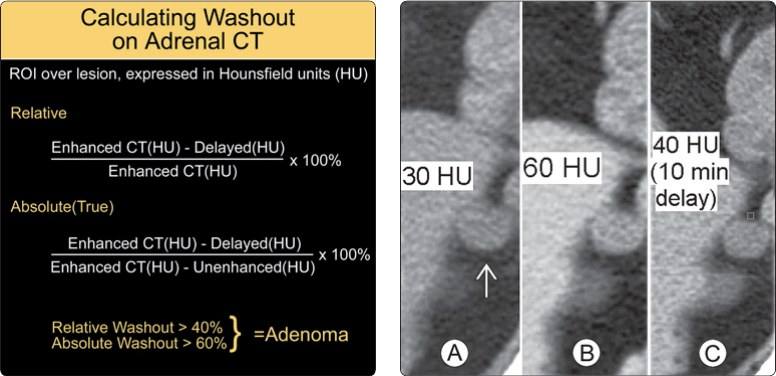 Calculating Washout
on Adrenal CT
ROI over lesion, expressed in Hounsfield units (HU)
Relative
Enhanced CT(HU) - Delayed(HU)
Enhanced CT(HU)
x 100%
Absolute(True)
Enhanced CT(HU) - Delayed(HU)
Enhanced CT(HU) - Unenhanced(HU)
x 100%
Relative Washout > 40%
Absolute Washout > 60%
} =Adenoma
30 HU
60 HU
40 HU
(10 min
delay)
A
B
C